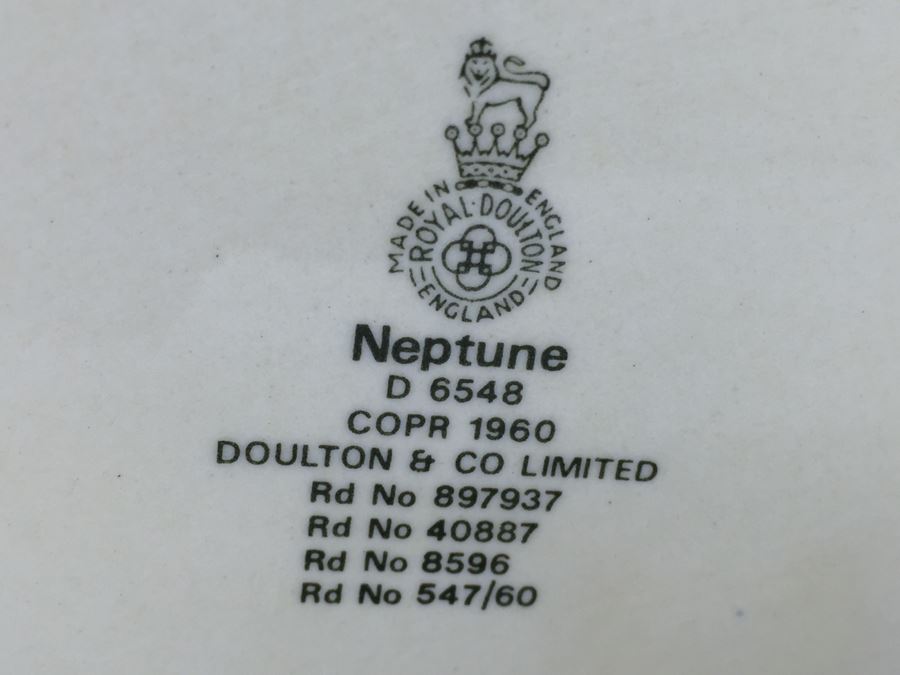 MADE IN ENGLAND
ROYAL·DOULTON
ENGLAND
Neptune
D 6548
COPR 1960
DOULTON & CO LIMITED
Rd No 897937
Rd No 40887
Rd No 8596
Rd No 547/60